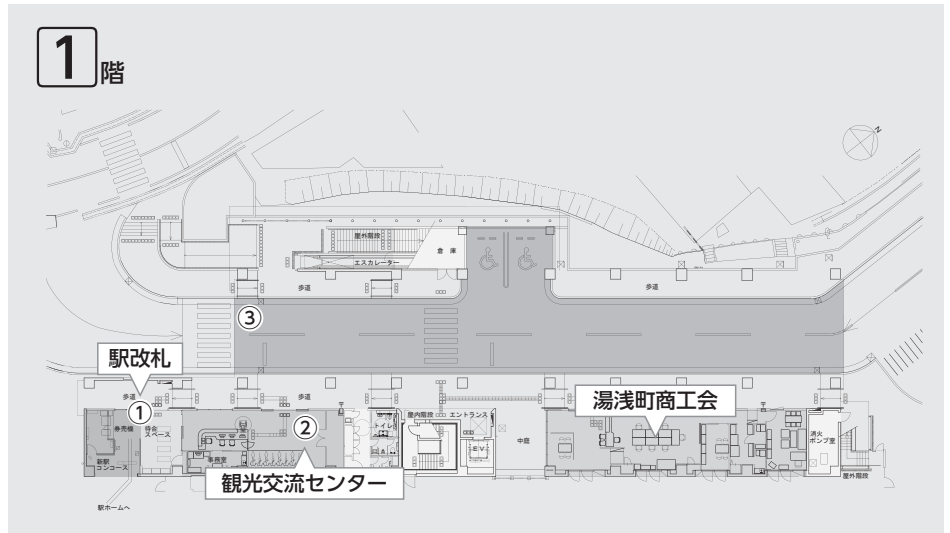 1階
N
屋外階段
エスカレーター
倉庫
歩道
歩道
③
駅改札
歩道
歩道
①
券売機
待合
スペース
新駅
コンコース
事務室
②
観光交流センター
トイレ
屋内階段
エントランス
EV
中庭
湯浅町商工会
消火
ポンプ室
屋外階段
駅ホームへ